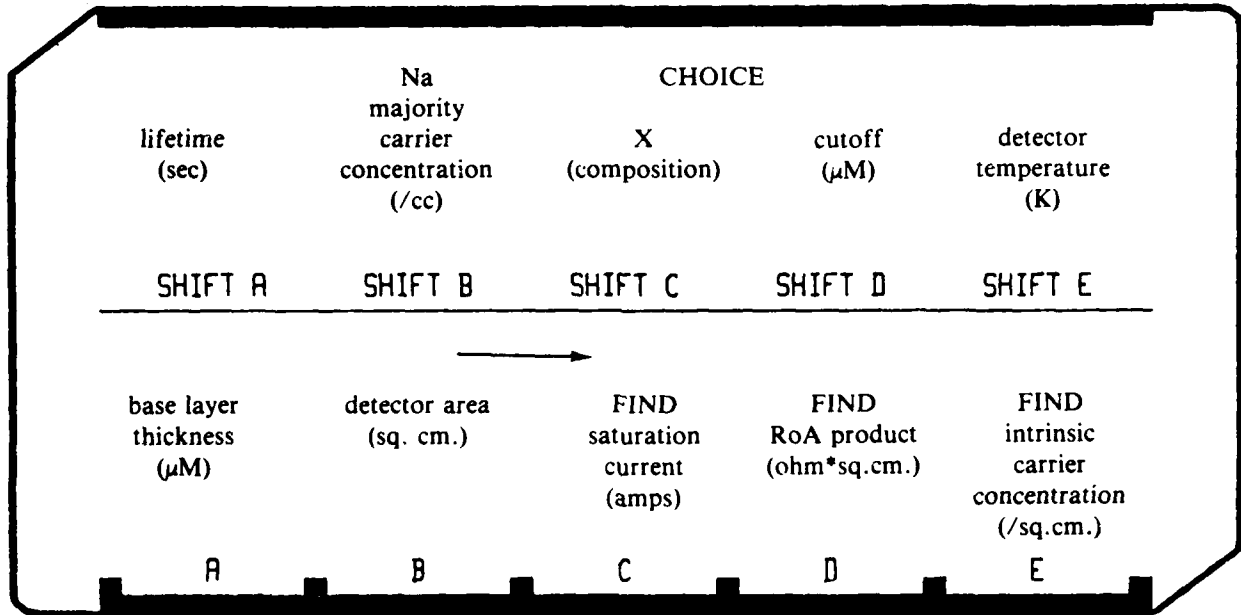 CHOICE
lifetime
(sec)
Na
majority
carrier
concentration
(/cc)
X
(composition)
cutoff
(μM)
detector
temperature
(K)
SHIFT A SHIFT B SHIFT C SHIFT D SHIFT E
base layer
thickness
(μM)
detector area
(sq. cm.)
FIND
saturation
current
(amps)
FIND
RoA product
(ohm*sq.cm.)
FIND
intrinsic
carrier
concentration
(/sq.cm.)
A B C D E